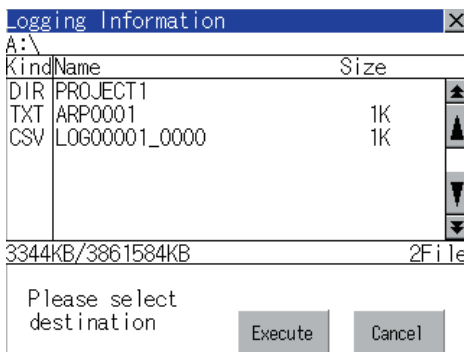 Logging Information
A:\
Kind Name Size
DIR PROJECT1
TXT ARP0001 1K
CSV LOG00001_0000 1K
3344KB/3861584KB 2File
Please select
destination
Execute Cancel